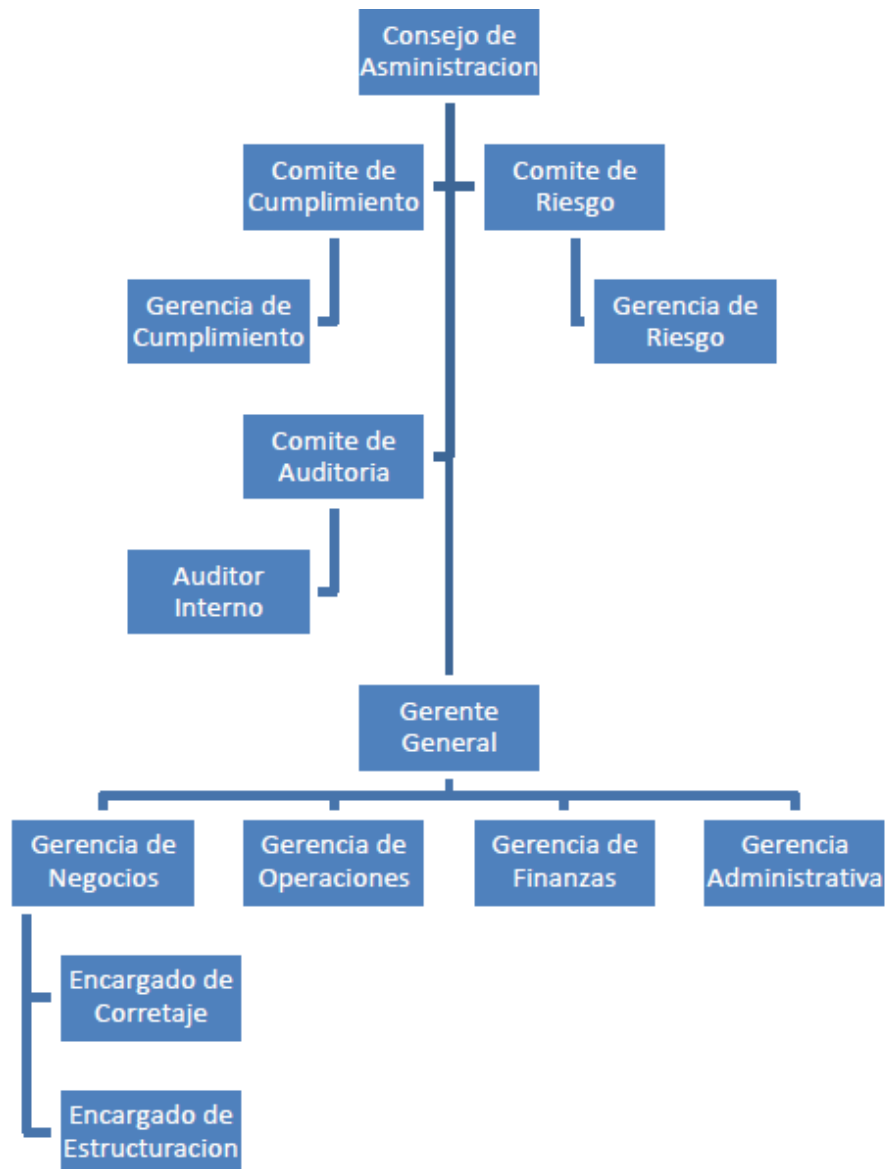 Consejo de
Asministracion
Comite de
Cumplimiento
Comite de
Riesgo
Gerencia de
Cumplimiento
Gerencia de
Riesgo
Comite de
Auditoria
Auditor
Interno
Gerente
General
Gerencia de
Negocios
Gerencia de
Operaciones
Gerencia de
Finanzas
Gerencia
Administrativa
Encargado de
Corretaje
Encargado de
Estructuracion